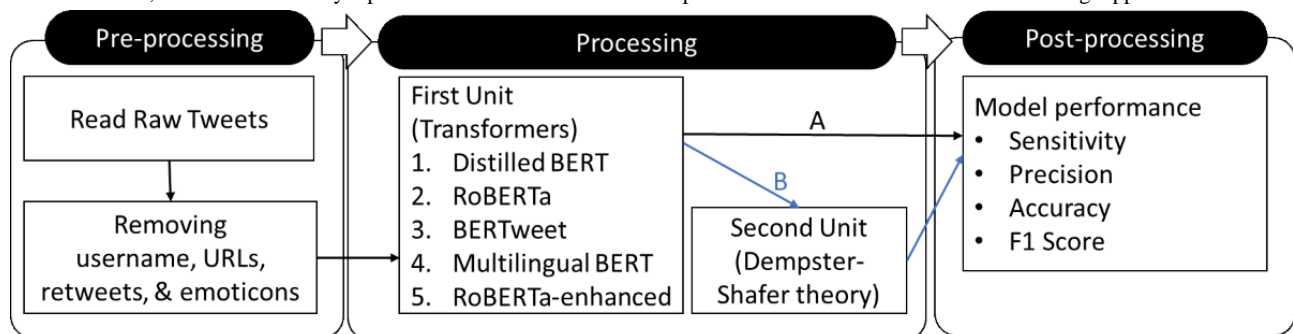 Pre-processing
Processing
Post-processing
Read Raw Tweets
Removing
username, URLs,
retweets, & emoticons
First Unit
(Transformers)
1. Distilled BERT
2. RoBERTa
3. BERTweet
4. Multilingual BERT
5. RoBERTa-enhanced
A
B
Second Unit
(Dempster-
Shafer theory)
Model performance
• Sensitivity
• Precision
• Accuracy
• F1 Score